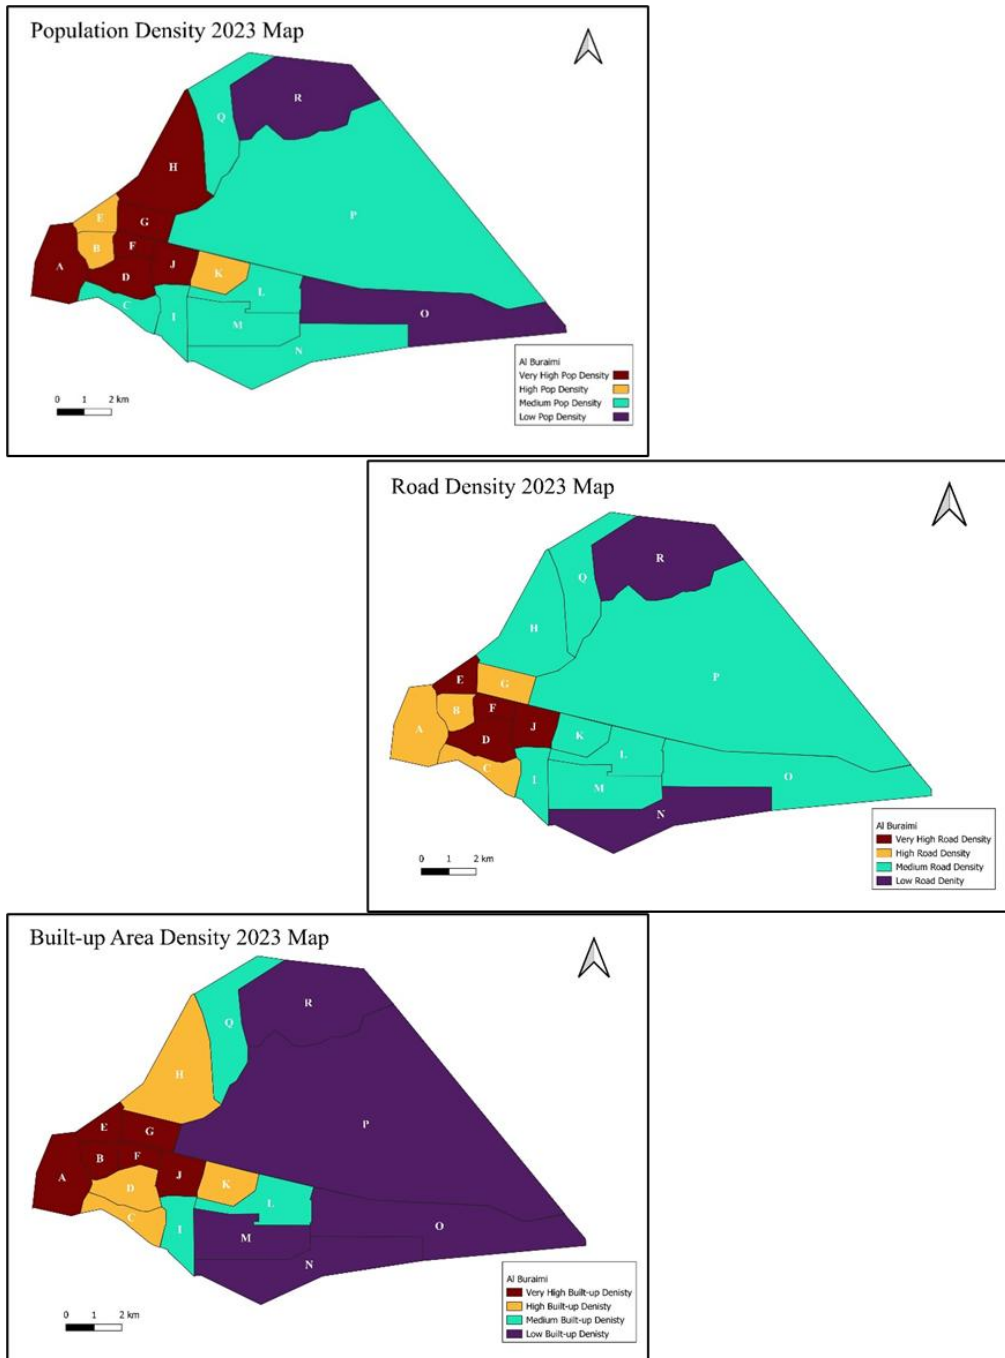 Population Density 2023 Map
R
Q
H
P
E
G
B
F
A
D
J
K
C
L
I
M
O
N
Al Buraimi
Very High Pop Density
High Pop Density
Medium Pop Density
Low Pop Density
0 1 2 km
Road Density 2023 Map
R
Q
H
E
G
P
B
F
A
J
D
K
L
C
I
M
O
N
Al Buraimi
Very High Road Density
High Road Density
Medium Road Density
Low Road Denity
0 1 2 km
Built-up Area Density 2023 Map
R
Q
H
P
E
G
B
F
A
J
D
K
C
L
I
M
O
N
Al Buraimi
Very High Built-up Denisty
High Built-up Denisty
Medium Built-up Denisty
Low Built-up Denisty
0 1 2 km